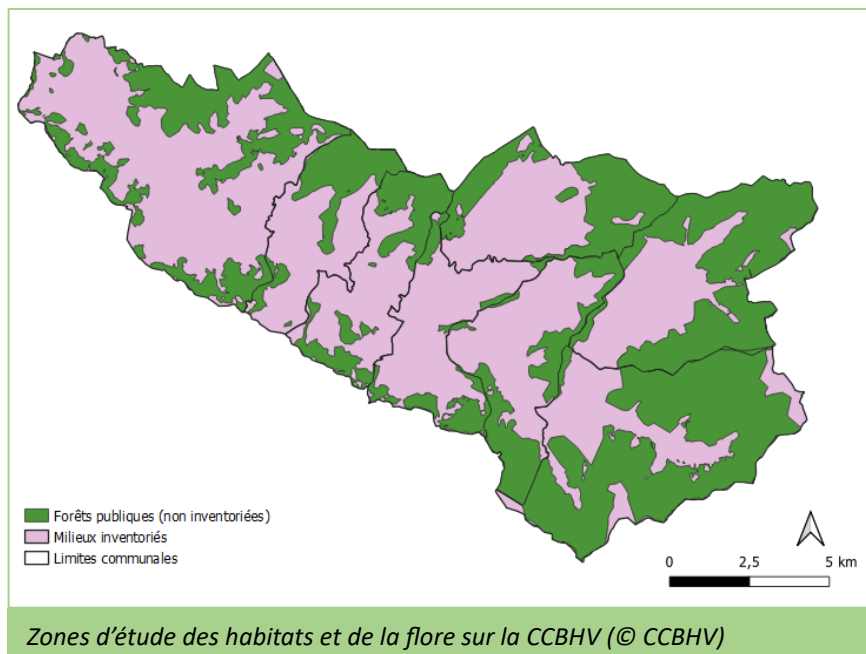 Forêts publiques (non inventoriées)
Milieux inventoriés
Limites communales
0 2,5 5 km
Zones d'étude des habitats et de la flore sur la CCBHV (© CCBHV)